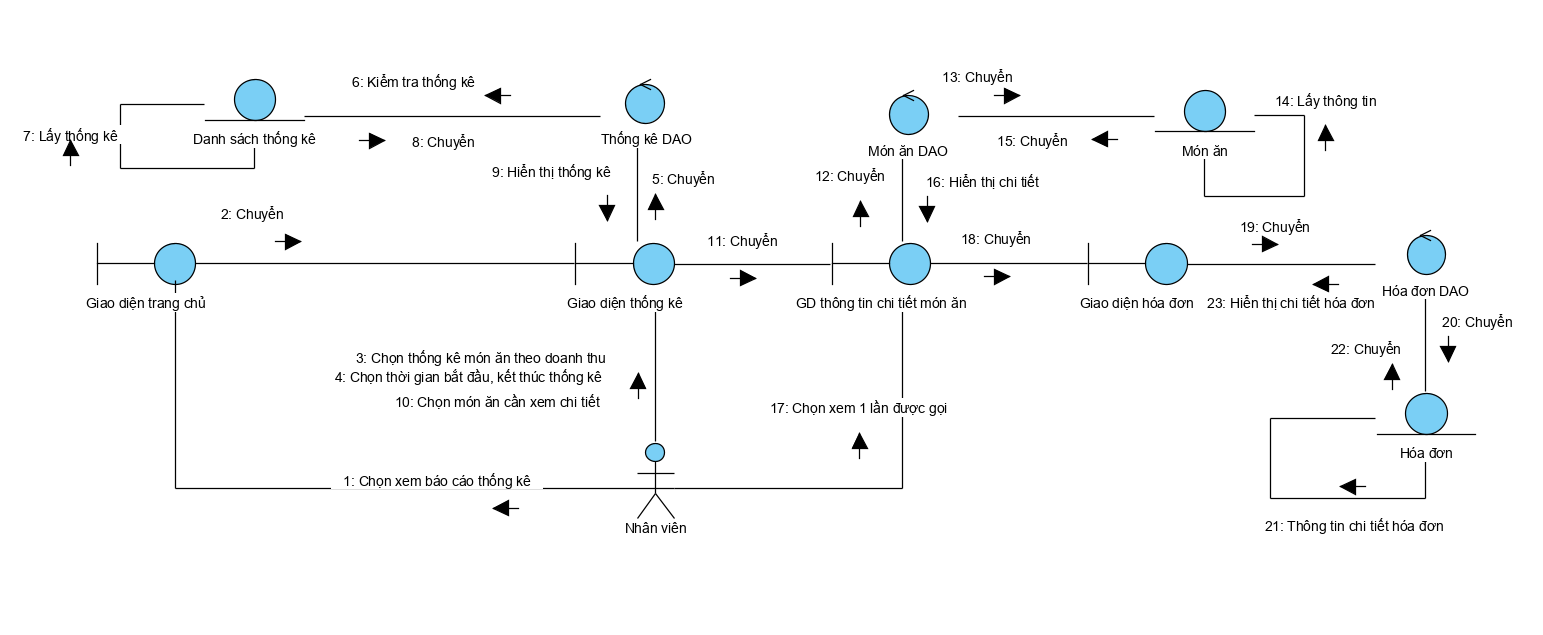 6: Kiểm tra thống kê
13: Chuyển
14: Lấy thông tin
7: Lấy thống kê
Danh sách thống kê
8: Chuyển
Thống kê DAO
Món ăn DAO
15: Chuyển
Món ăn
9: Hiển thị thống kê
5: Chuyển
12: Chuyển
16: Hiển thị chi tiết
2: Chuyển
11: Chuyển
18: Chuyển
19: Chuyển
Giao diện trang chủ
Giao diện thống kê
GD thông tin chi tiết món ăn
Giao diện hóa đơn
23: Hiển thị chi tiết hóa đơn
Hóa đơn DAO
20: Chuyển
22: Chuyển
3: Chọn thống kê món ăn theo doanh thu
4: Chọn thời gian bắt đầu, kết thúc thống kê
10: Chọn món ăn cần xem chi tiết
17: Chọn xem 1 lần được gọi
Hóa đơn
1: Chọn xem báo cáo thống kê
Nhân viên
21: Thông tin chi tiết hóa đơn